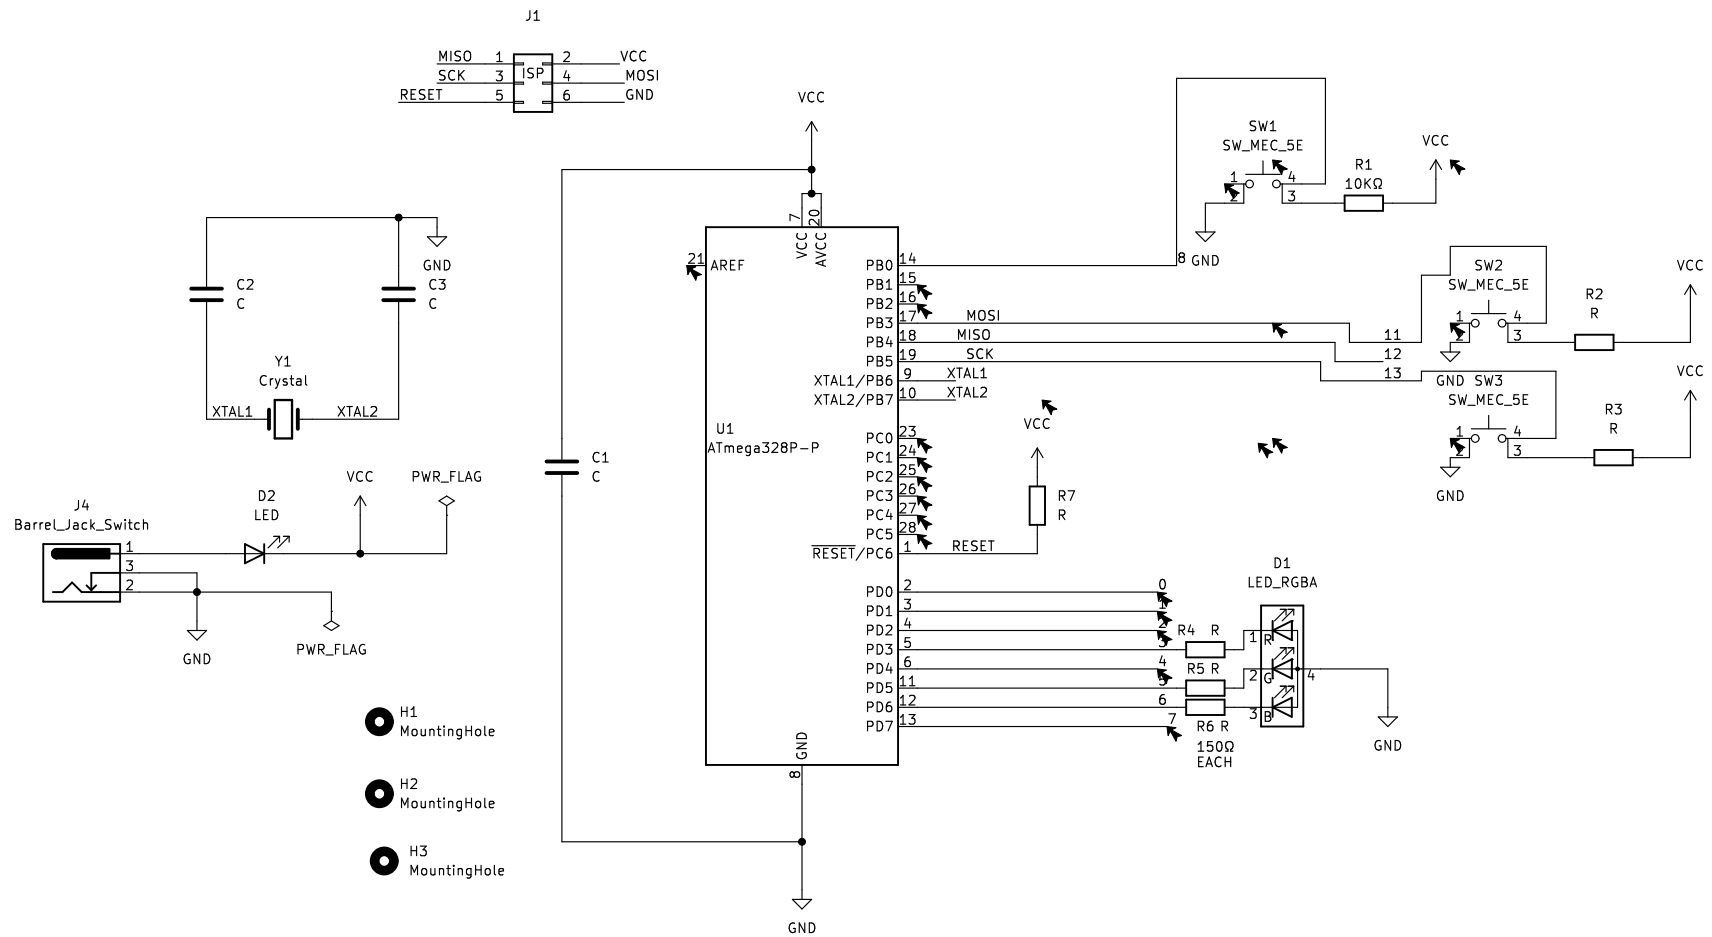 J1
MISO 1 ISP 2 VCC
SCK 3 4 MOSI
RESET 5 6 GND
VCC
SW1
SW_MEC_5E
1 4
2 3
R1
10KΩ
VCC
GND
8
C2
C
C3
C
GND
Y1
Crystal
XTAL1
XTAL2
7
20
VCC
AVCC
21 AREF
PB0 14
PB1 15
PB2 16
PB3 17 MOSI
PB4 18 MISO
PB5 19 SCK
XTAL1/PB6 9 XTAL1
XTAL2/PB7 10 XTAL2
U1
ATmega328P-P
PC0 23
PC1 24
PC2 25
PC3 26
PC4 27
PC5 28
RESET/PC6 1 RESET
PD0 2 0
PD1 3 1
PD2 4 2
PD3 5 3
PD4 6 4
PD5 11 5
PD6 12 6
PD7 13 7
GND
8
GND
C1
C
VCC
R7
R
11
12
13
SW2
SW_MEC_5E
1 4
2 3
R2
R
VCC
GND
SW3
SW_MEC_5E
1 4
2 3
R3
R
VCC
GND
D1
LED_RGBA
R4 R
R5 R
R6 R
150Ω
EACH
1 R
2 G
3 B
4
GND
J4
Barrel_Jack_Switch
1
3
2
D2
LED
VCC
PWR_FLAG
GND
PWR_FLAG
H1
MountingHole
H2
MountingHole
H3
MountingHole